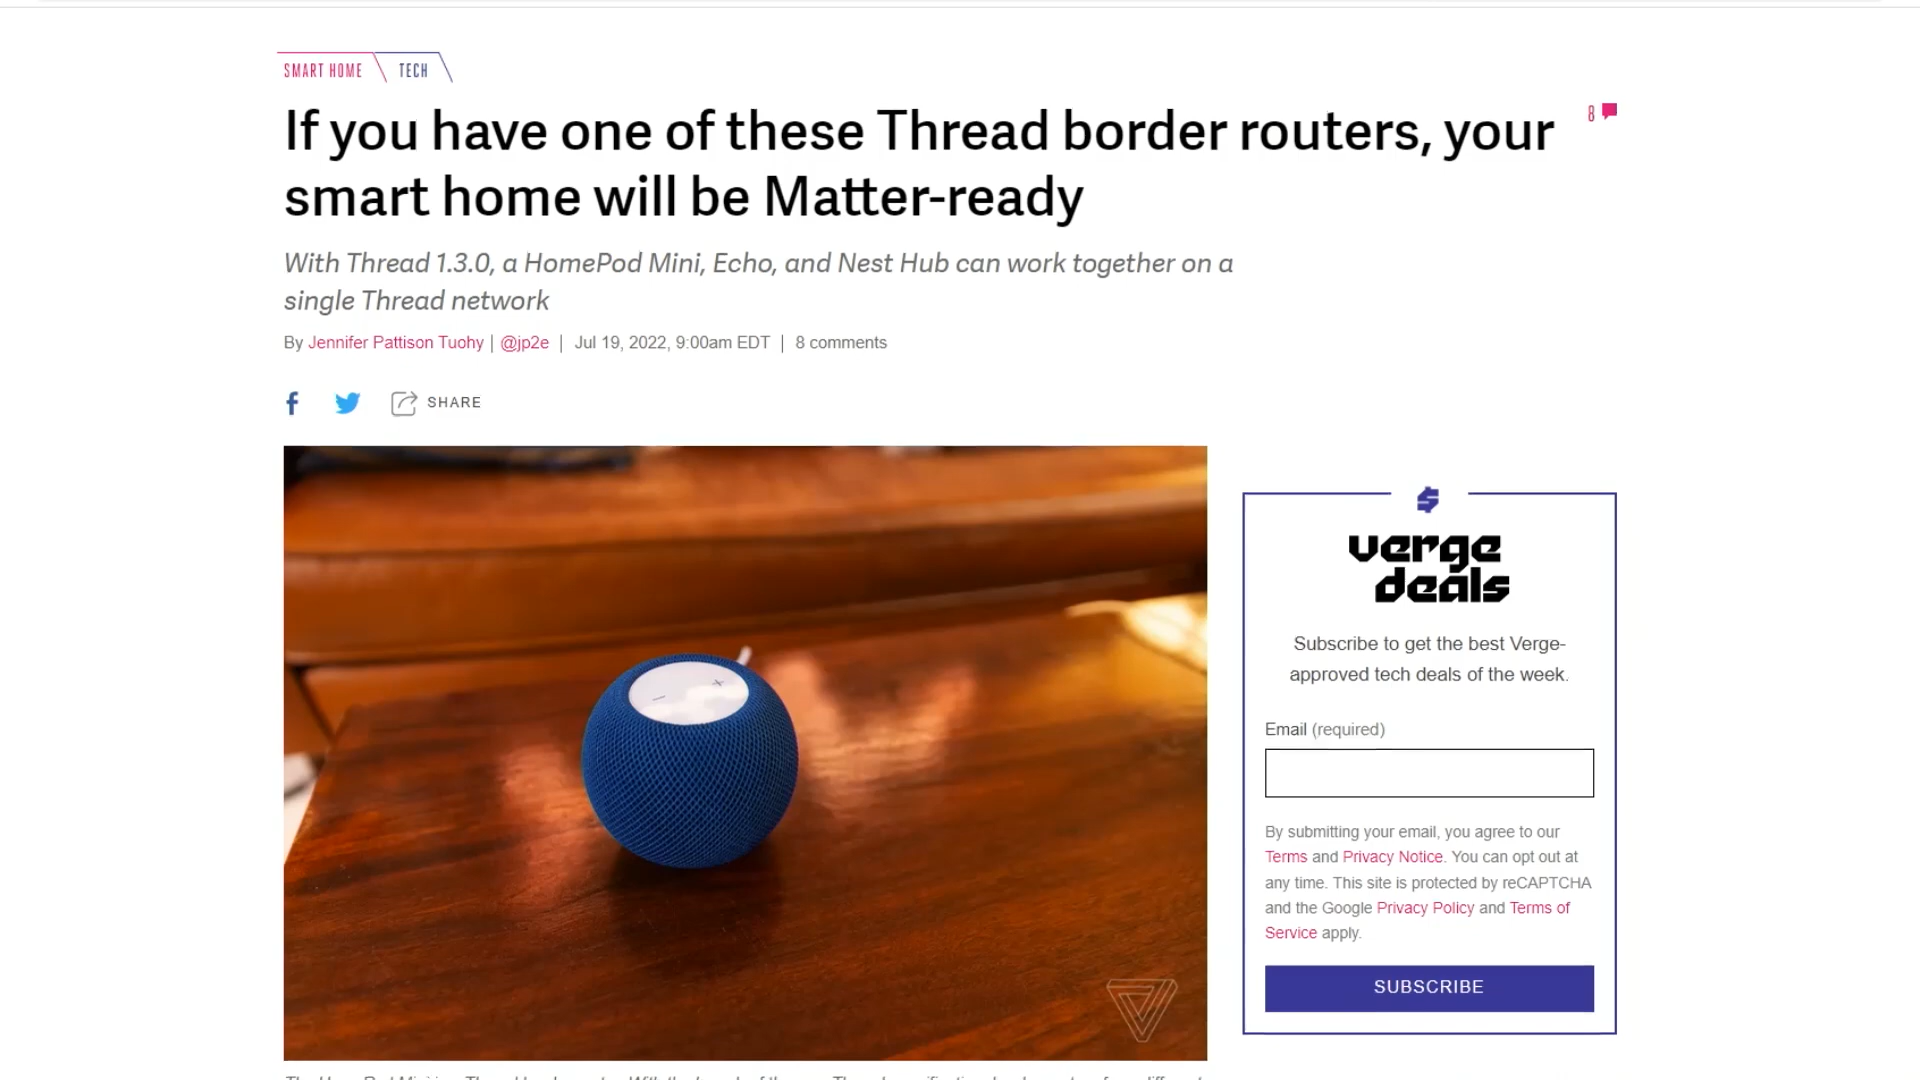 SMART HOME TECH
If you have one of these Thread border routers, your
smart home will be Matter-ready
8
With Thread 1.3.0, a HomePod Mini, Echo, and Nest Hub can work together on a
single Thread network
By Jennifer Pattison Tuohy | @jp2e | Jul 19, 2022, 9:00am EDT | 8 comments
SHARE
verge
deals
Subscribe to get the best Verge-
approved tech deals of the week.
Email (required)
By submitting your email, you agree to our
Terms and Privacy Notice. You can opt out at
any time. This site is protected by reCAPTCHA
and the Google Privacy Policy and Terms of
Service apply.
SUBSCRIBE